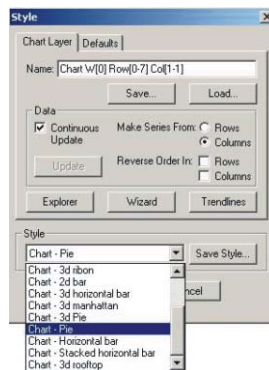 Style
Chart Layer Defaults
Name: Chart W[0] Row[0-7] Col[1-1]
Save... Load...
Data
Continuous Update
Make Series From: Rows
Columns
Update
Reverse Order In: Rows
Columns
Explorer Wizard Trendlines
Style
Chart - Pie Save Style...
Chart - 3d ribon
Chart - 2d bar
Chart - 3d horizontal bar
Chart - 3d manhattan
Chart - 3d Pie
Chart - Pie
Chart - Horizontal bar
Chart - Stacked horizontal bar
Chart - 3d rooftop
ncel